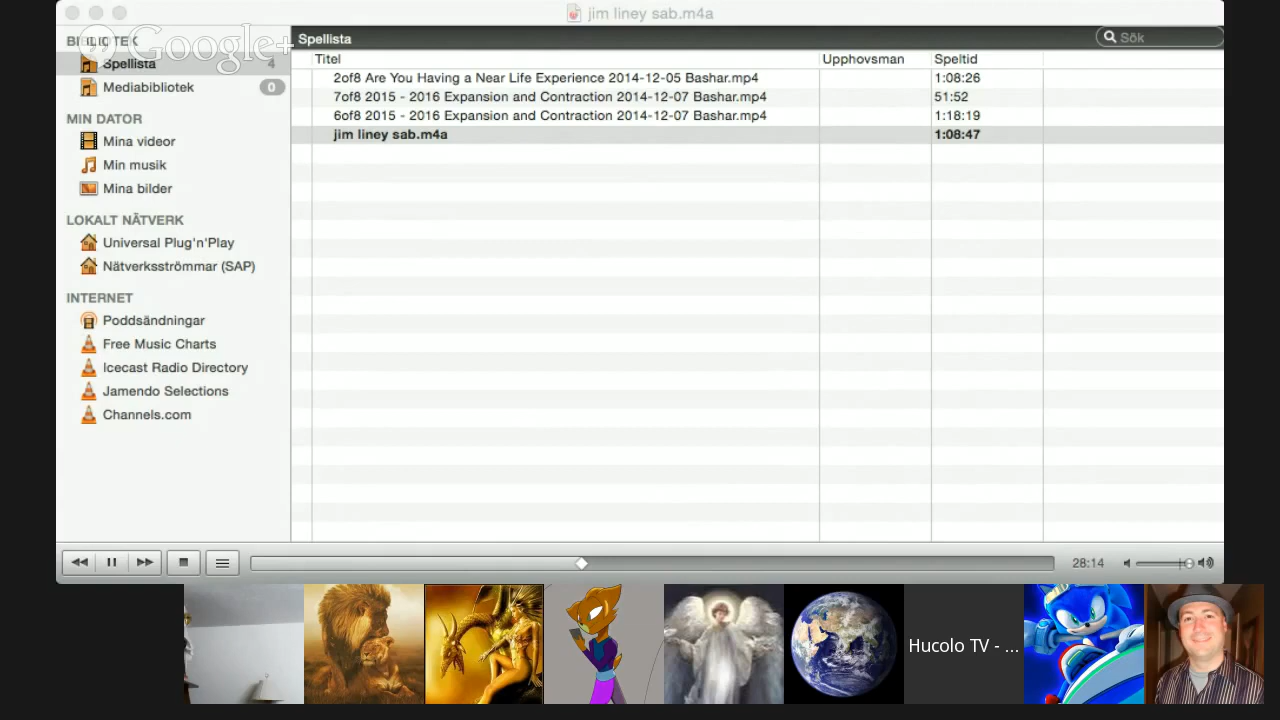 jim liney sab.m4a
Google+
BIBLIOTEK
Spellista 4
Mediabibliotek 0
MIN DATOR
Mina videor
Min musik
Mina bilder
LOKALT NÄTVERK
Universal Plug'n'Play
Nätverksströmmar (SAP)
INTERNET
Poddsändningar
Free Music Charts
Icecast Radio Directory
Jamendo Selections
Channels.com
Spellista
Sök
Titel Upphovsman Speltid
2of8 Are You Having a Near Life Experience 2014-12-05 Bashar.mp4 1:08:26
7of8 2015 - 2016 Expansion and Contraction 2014-12-07 Bashar.mp4 51:52
6of8 2015 - 2016 Expansion and Contraction 2014-12-07 Bashar.mp4 1:18:19
jim liney sab.m4a 1:08:47
28:14
Hucolo TV - ...